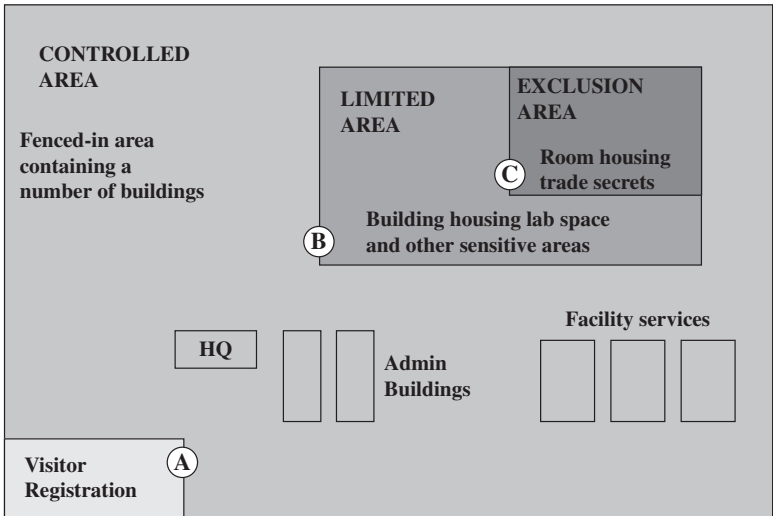 CONTROLLED
AREA
Fenced-in area
containing a
number of buildings
LIMITED
AREA
EXCLUSION
AREA
Room housing
trade secrets
C
Building housing lab space
and other sensitive areas
B
HQ
Admin
Buildings
Facility services
Visitor
Registration
A